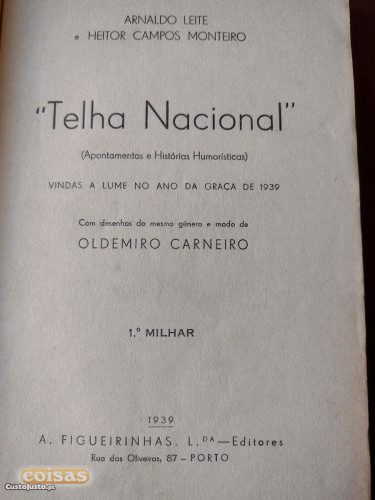 ARNALDO LEITE
e HEITOR CAMPOS MONTEIRO
"Telha Nacional"
(Apontamentos e Histórias Humorísticas)
VINDAS A LUME NO ANO DA GRAÇA DE 1939
Com desenhos do mesmo género e modo de
OLDEMIRO CARNEIRO
1.º MILHAR
1939
A. FIGUEIRINHAS. L.DA — Editores
Rua das Oliveiras, 87 – PORTO
coisas
CustoJusto.pt